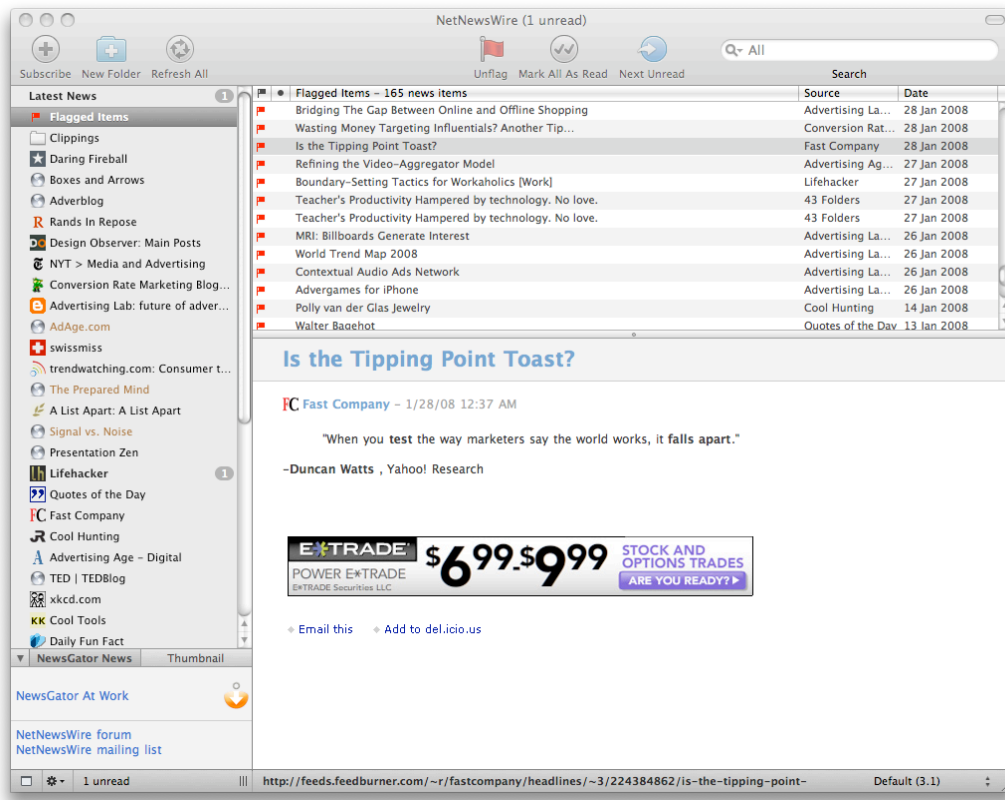 NetNewsWire (1 unread)
Subscribe New Folder Refresh All Unflag Mark All As Read Next Unread Search
All
Latest News 1
Flagged Items
Clippings
Daring Fireball
Boxes and Arrows
Adverblog
Rands In Repose
Design Observer: Main Posts
NYT > Media and Advertising
Conversion Rate Marketing Blog...
Advertising Lab: future of adver...
AdAge.com
swissmiss
trendwatching.com: Consumer t...
The Prepared Mind
A List Apart: A List Apart
Signal vs. Noise
Presentation Zen
Lifehacker 1
Quotes of the Day
Fast Company
Cool Hunting
Advertising Age – Digital
TED | TEDBlog
xkcd.com
KK Cool Tools
Daily Fun Fact
NewsGator News Thumbnail
NewsGator At Work
NetNewsWire forum
NetNewsWire mailing list
1 unread
Flagged Items – 165 news items Source Date
Bridging The Gap Between Online and Offline Shopping Advertising La... 28 Jan 2008
Wasting Money Targeting Influentials? Another Tip... Conversion Rat... 28 Jan 2008
Is the Tipping Point Toast? Fast Company 28 Jan 2008
Refining the Video-Aggregator Model Advertising Ag... 27 Jan 2008
Boundary-Setting Tactics for Workaholics [Work] Lifehacker 27 Jan 2008
Teacher's Productivity Hampered by technology. No love. 43 Folders 27 Jan 2008
Teacher's Productivity Hampered by technology. No love. 43 Folders 27 Jan 2008
MRI: Billboards Generate Interest Advertising La... 26 Jan 2008
World Trend Map 2008 Advertising La... 26 Jan 2008
Contextual Audio Ads Network Advertising La... 26 Jan 2008
Advergames for iPhone Advertising La... 26 Jan 2008
Polly van der Glas Jewelry Cool Hunting 14 Jan 2008
Walter Bagehot Quotes of the Day 13 Jan 2008
Is the Tipping Point Toast?
FC Fast Company – 1/28/08 12:37 AM
"When you test the way marketers say the world works, it falls apart."
–Duncan Watts , Yahoo! Research
E*TRADE
POWER E*TRADE
E*TRADE Securities LLC
$6.99-$9.99
STOCK AND
OPTIONS TRADES
ARE YOU READY?
Email this Add to del.icio.us
http://feeds.feedburner.com/~r/fastcompany/headlines/~3/224384862/is-the-tipping-point- Default (3.1)